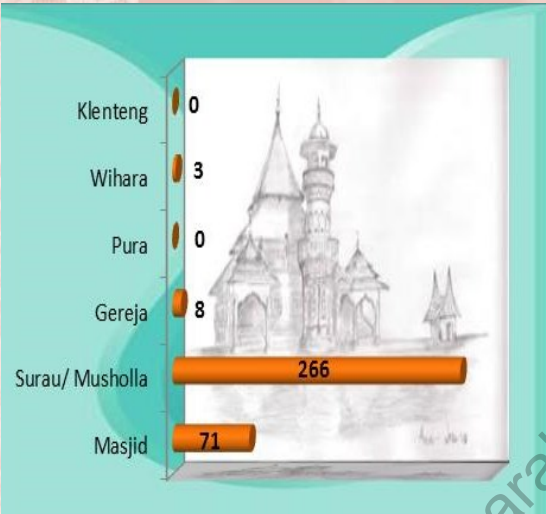 Klenteng 0
Wihara 3
Pura 0
Gereja 8
Surau/ Musholla 266
Masjid 71